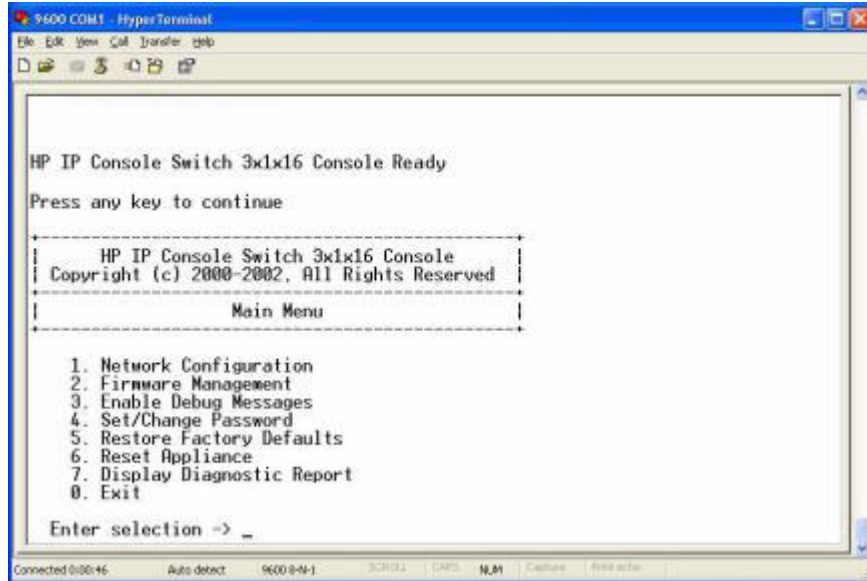 9600 COM1 - HyperTerminal
File Edit View Call Transfer Help
HP IP Console Switch 3x1x16 Console Ready
Press any key to continue
HP IP Console Switch 3x1x16 Console
Copyright (c) 2000-2002, All Rights Reserved
Main Menu
1. Network Configuration
2. Firmware Management
3. Enable Debug Messages
4. Set/Change Password
5. Restore Factory Defaults
6. Reset Appliance
7. Display Diagnostic Report
0. Exit
Enter selection -> _
Connected 0:00:46 Auto detect 9600 8-N-1 SCROLL CAPS NUM Capture Print echo